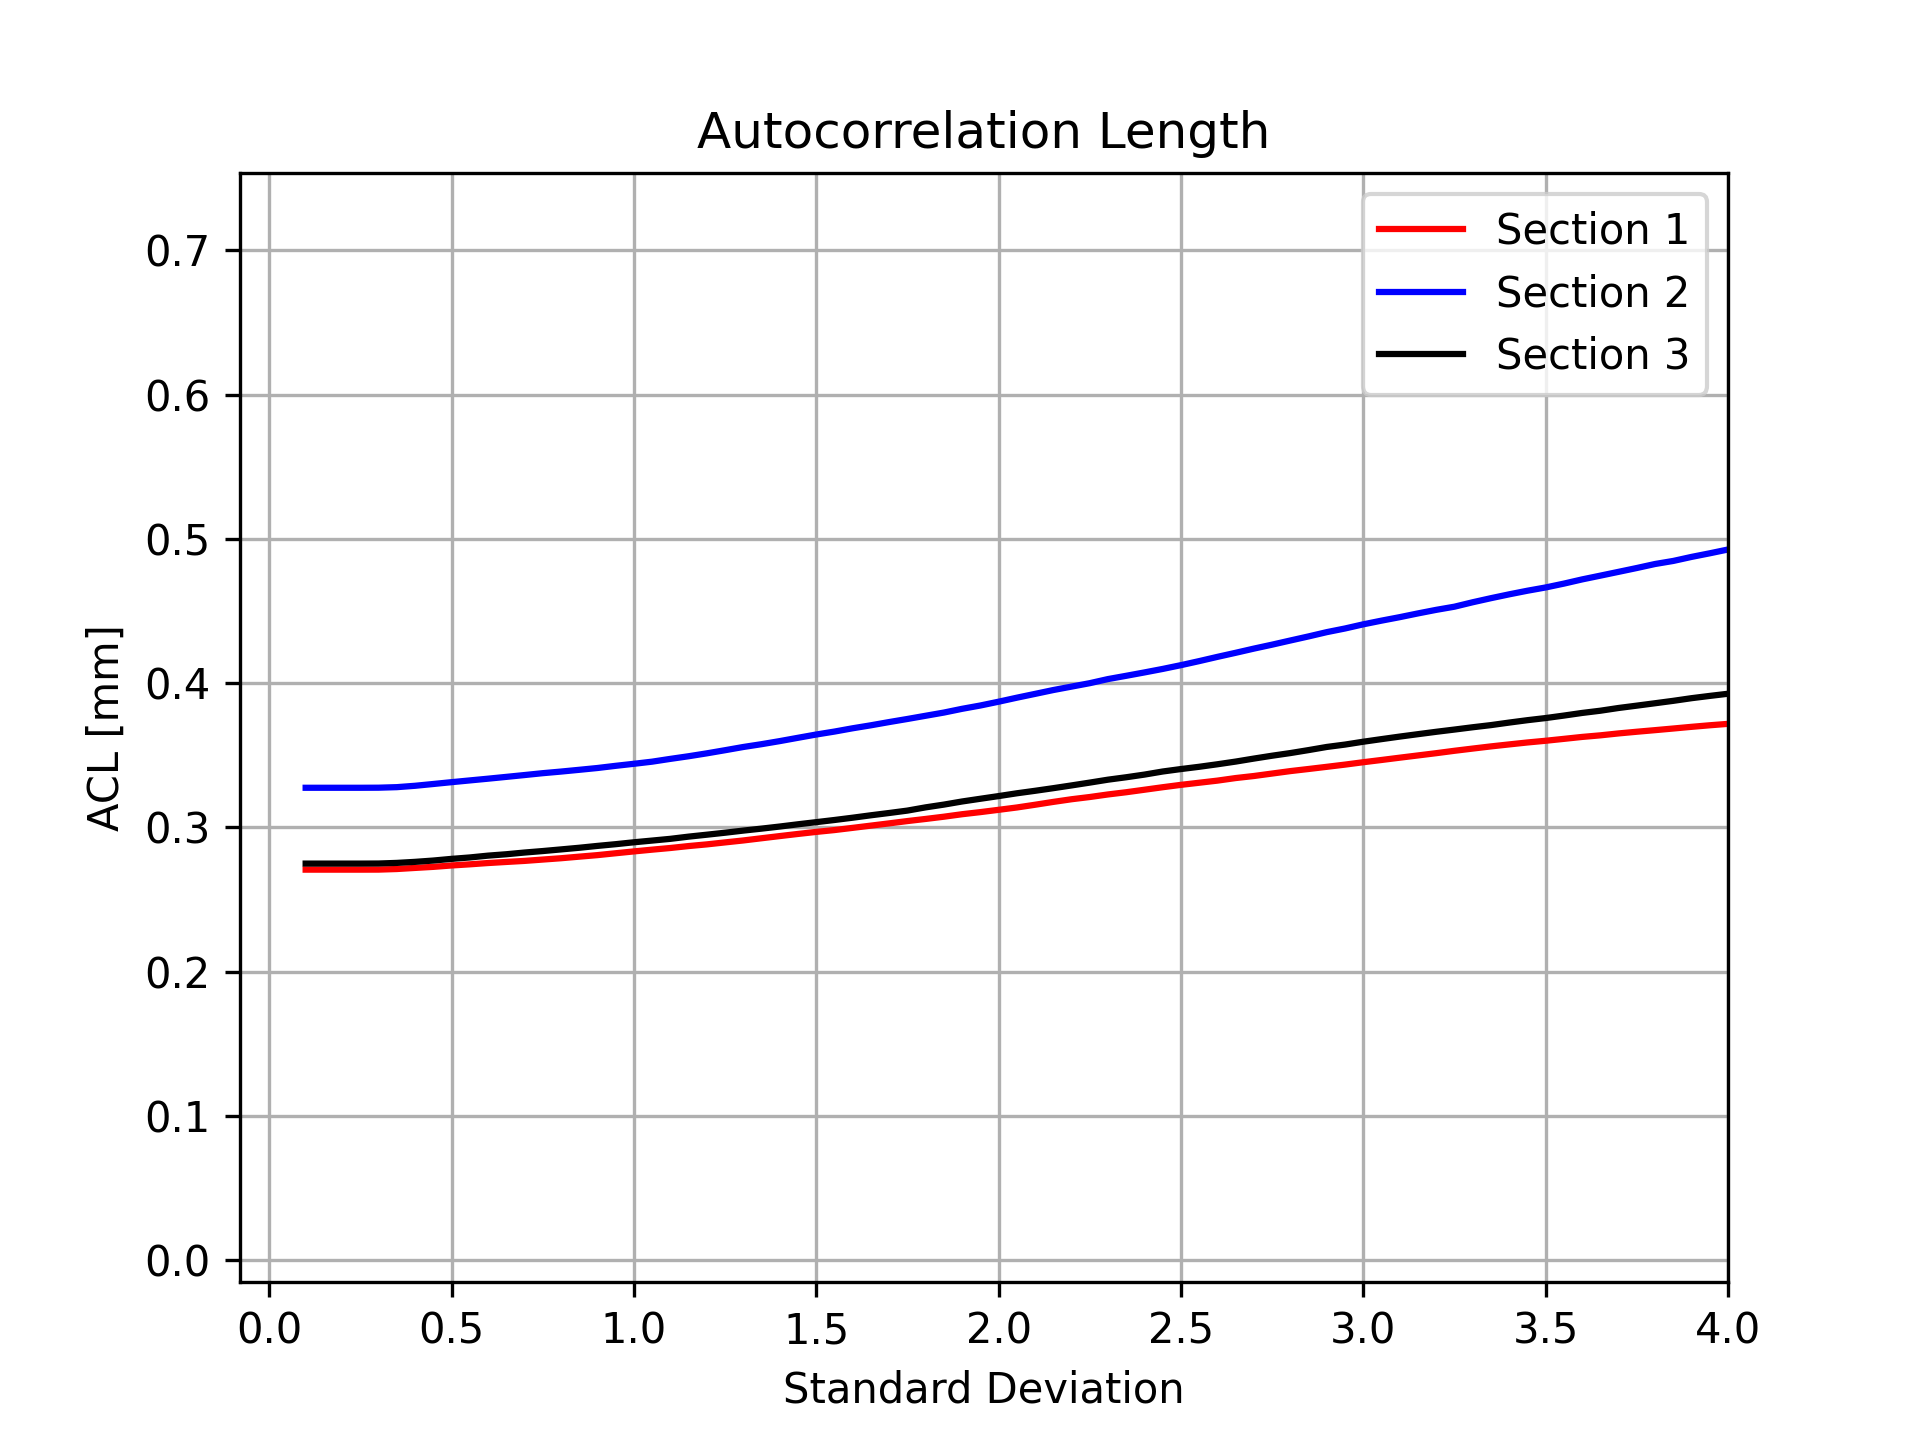 Autocorrelation Length
Section 1
Section 2
Section 3
ACL [mm]
0.7
0.6
0.5
0.4
0.3
0.2
0.1
0.0
0.0 0.5 1.0 1.5 2.0 2.5 3.0 3.5 4.0
Standard Deviation